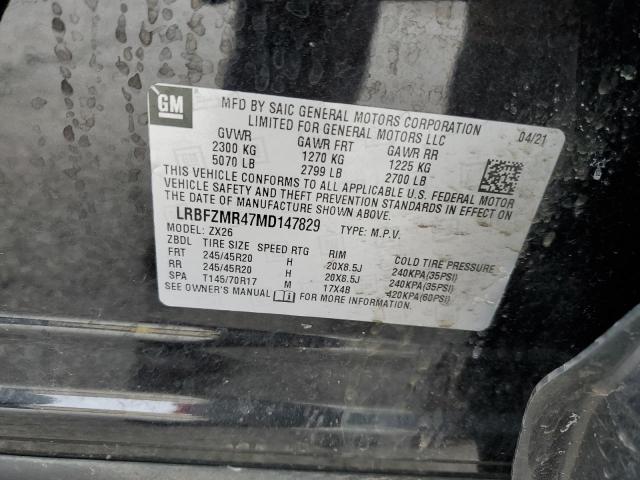 GM
MFD BY SAIC GENERAL MOTORS CORPORATION
LIMITED FOR GENERAL MOTORS LLC 04/21
GVWR GAWR FRT GAWR RR
2300 KG 1270 KG 1225 KG
5070 LB 2799 LB 2700 LB
THIS VEHICLE CONFORMS TO ALL APPLICABLE U.S. FEDERAL MOTOR
VEHICLE SAFETY AND THEFT PREVENTION STANDARDS IN EFFECT ON
THE DATE OF MANUFACTURE SHOWN ABOVE.
LRBFZMR47MD147829 TYPE: M.P.V.
MODEL: ZX26
ZBDL TIRE SIZE SPEED RTG RIM COLD TIRE PRESSURE
FRT 245/45R20 H 20X8.5J 240KPA(35PSI)
RR 245/45R20 H 20X8.5J 240KPA(35PSI)
SPA T145/70R17 M 17X4B 420KPA(60PSI)
SEE OWNER'S MANUAL FOR MORE INFORMATION.